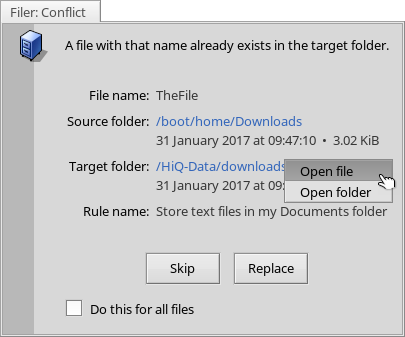 Filer: Conflict
A file with that name already exists in the target folder.
File name: TheFile
Source folder: /boot/home/Downloads
31 January 2017 at 09:47:10 • 3.02 KiB
Target folder: /HiQ-Data/downloads
Open file
31 January 2017 at 09:
Open folder
Rule name: Store text files in my Documents folder
Skip
Replace
Do this for all files